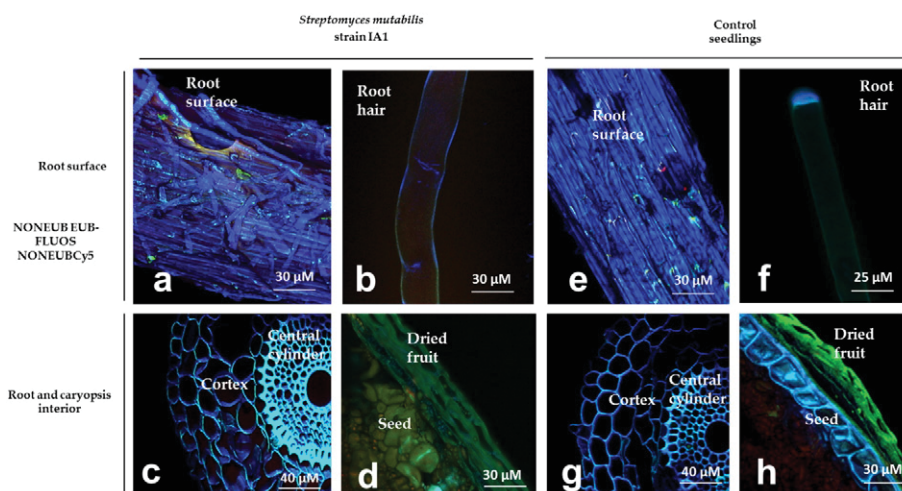 Streptomyces mutabilis
strain IA1
Control
seedlings
Root surface
NONEUB EUB-
FLUOS
NONEUBCy5
Root
surface
a
30 µM
Root
hair
b
30 µM
Root
surface
e
30 µM
Root
hair
f
25 µM
Root and caryopsis
interior
Central
cylinder
Cortex
c
40 µM
Dried
fruit
Seed
d
30 µM
Central
cylinder
Cortex
g
40 µM
Dried
fruit
Seed
h
30 µM